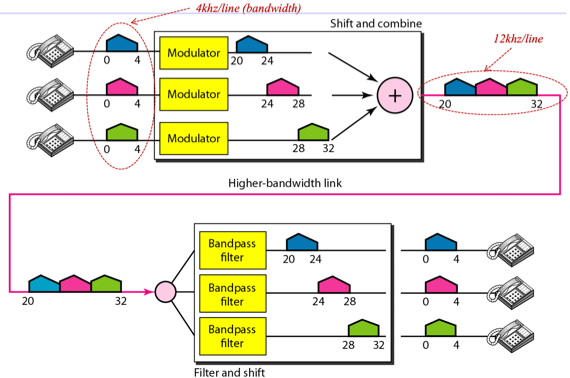 4khz/line (bandwidth)
Shift and combine
12khz/line
Modulator
0 4
20 24
Modulator
0 4
24 28
+
20 32
Modulator
0 4
28 32
Higher-bandwidth link
Bandpass
filter
20 24
0 4
20 32
Bandpass
filter
24 28
0 4
Bandpass
filter
28 32
0 4
Filter and shift